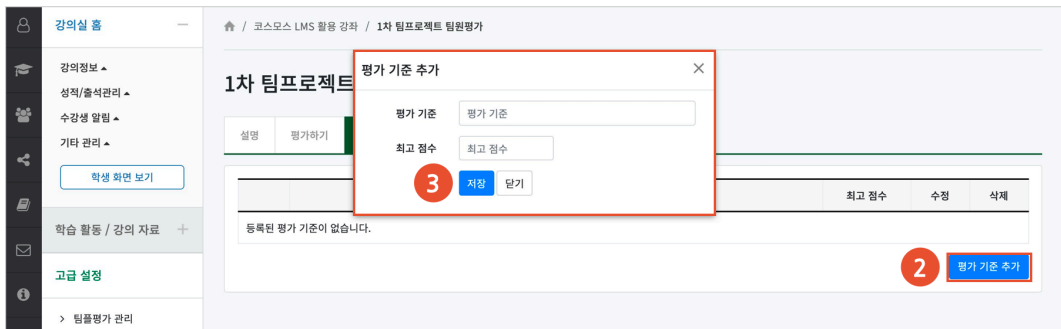 강의실 홈
강의정보
성적/출석관리
수강생 알림
기타 관리
학생 화면 보기
학습 활동 / 강의 자료
고급 설정
> 팀플평가 관리
/ 코스모스 LMS 활용 강좌 / 1차 팀프로젝트 팀원평가
1차 팀프로젝트
설명 평가하기
평가 기준 추가
평가 기준 평가 기준
최고 점수 최고 점수
3 저장 닫기
최고 점수 수정 삭제
등록된 평가 기준이 없습니다.
2 평가 기준 추가